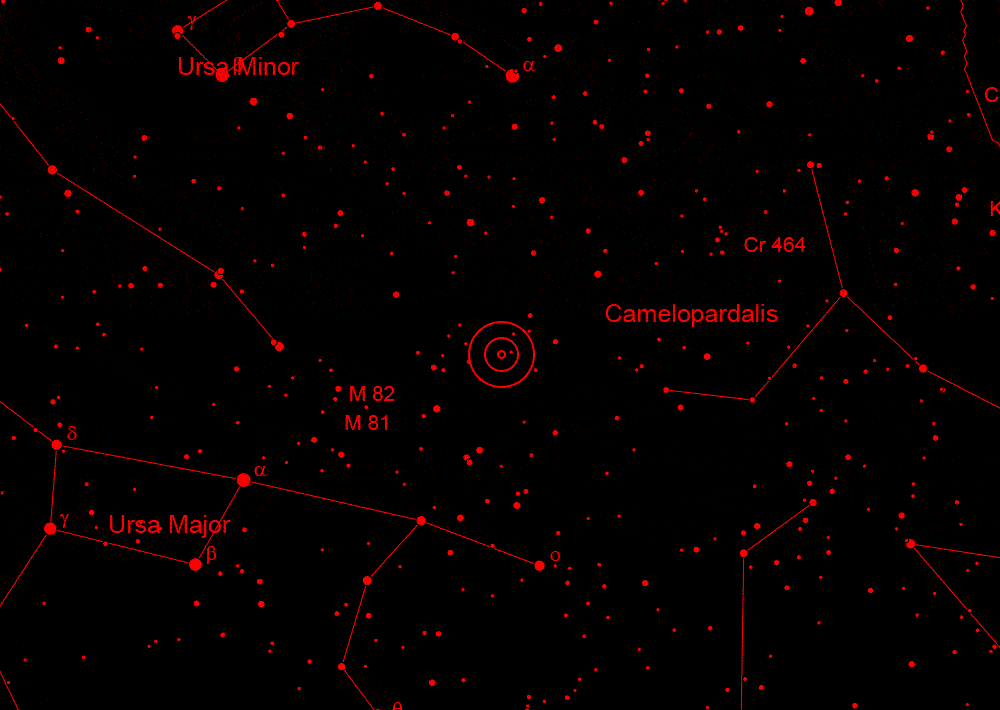 γ
α
Ursa Minor
β
C
K
Cr 464
Camelopardalis
M 82
M 81
δ
α
γ
Ursa Major
β
ο
θ